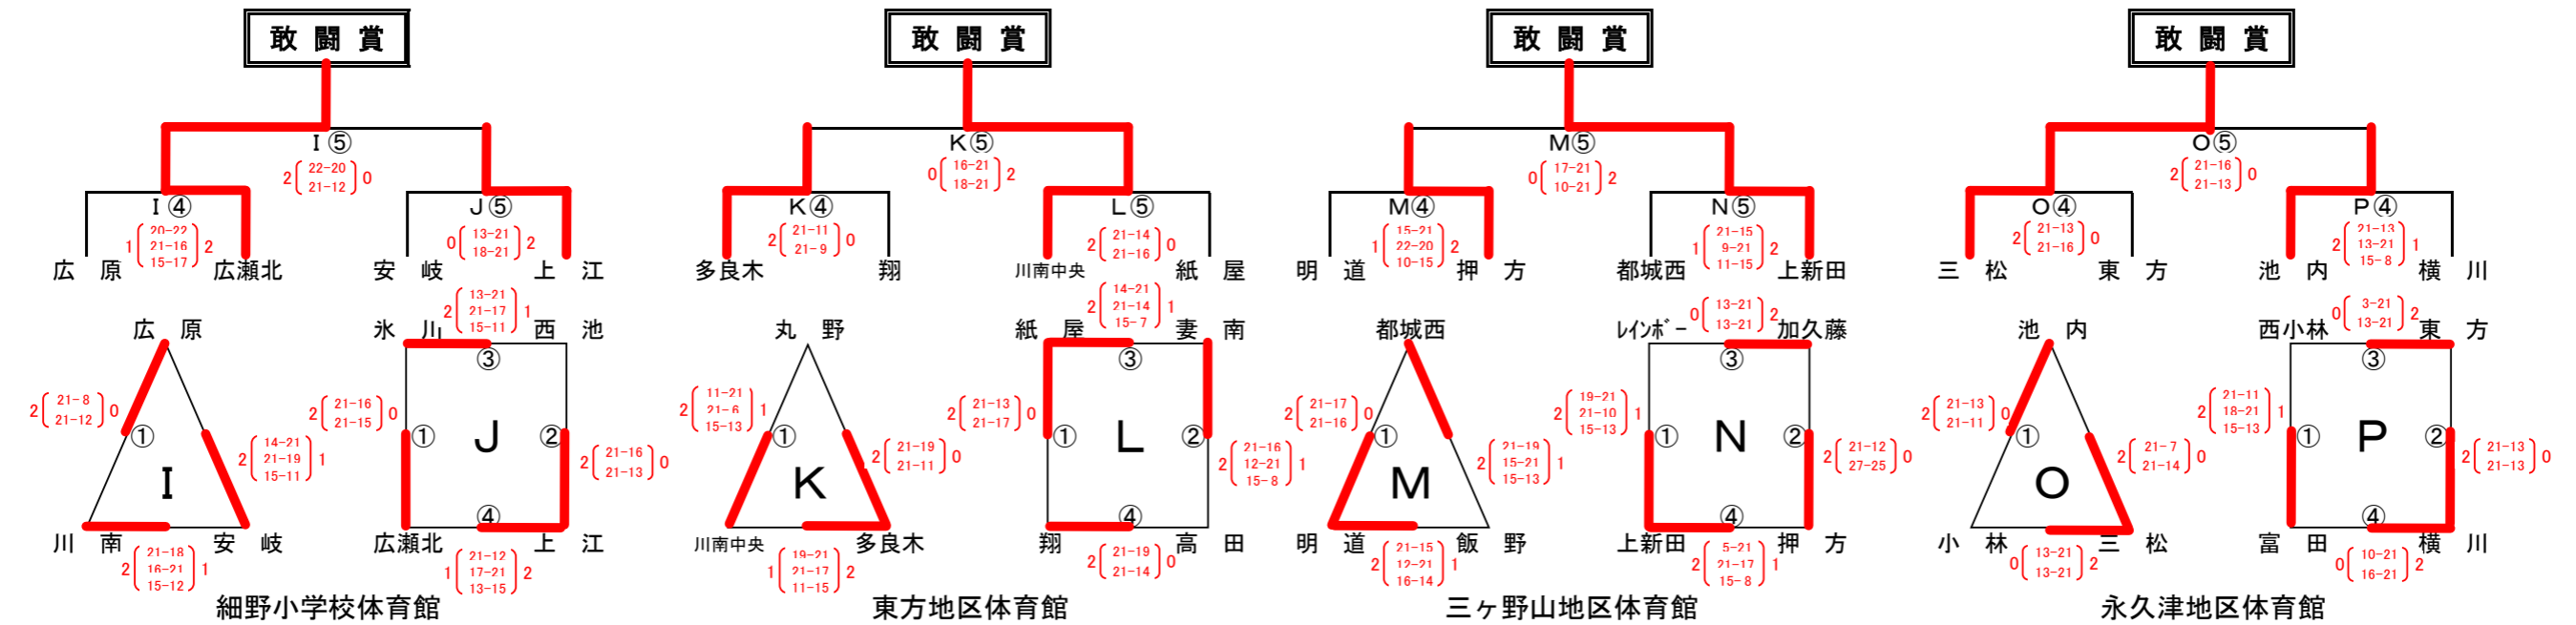 敢 闘 賞
敢 闘 賞
敢 闘 賞
敢 闘 賞
I⑤
2 22-20 0
21-12
K⑤
0 16-21 2
18-21
M⑤
0 17-21 2
10-21
O⑤
2 21-16 0
21-13
I④
20-22
1 21-16 2
15-17
J⑤
0 13-21 2
18-21
K④
2 21-11 0
21-9
L⑤
2 21-14 0
21-16
M④
15-21
1 22-20 2
10-15
N⑤
21-15
1 9-21 2
11-15
O④
2 21-13 0
21-16
P④
21-13
2 13-21 1
15-8
広 原
広瀬北
安 岐
上 江
多良木
翔
川南中央
紙 屋
明 道
押 方
都城西
上新田
三 松
東 方
池 内
横 川
広 原
2 21-8 0
21-12
①
I
14-21
2 21-19 1
15-11
川 南
安 岐
21-18
2 16-21 1
15-12
13-21
2 21-17 1
15-11
氷 川
西 池
③
2 21-16 0
21-15
①
J
②
2 21-16 0
21-13
④
広瀬北
上 江
21-12
1 17-21 2
13-15
細野小学校体育館
丸 野
11-21
2 21-6 1
15-13
①
K
2 21-19 0
21-11
川南中央
多良木
19-21
1 21-17 2
11-15
14-21
2 21-14 1
15-7
紙 屋
妻 南
③
2 21-13 0
21-17
①
L
②
21-16
2 12-21 1
15-8
④
翔
高 田
2 21-19 0
21-14
東方地区体育館
都城西
2 21-17 0
21-16
①
M
21-19
2 15-21 1
15-13
明 道
飯 野
21-15
2 12-21 1
16-14
0 13-21 2
13-21
レインボー
加久藤
③
19-21
2 21-10 1
15-13
①
N
②
2 21-12 0
27-25
④
上新田
押 方
5-21
2 21-17 1
15-8
三ヶ野山地区体育館
池 内
2 21-13 0
21-11
①
O
2 21-7 0
21-14
小 林
三 松
0 13-21 2
13-21
0 3-21 2
13-21
西小林
東 方
③
21-11
2 18-21 1
15-13
①
P
②
2 21-13 0
21-13
④
富 田
横 川
0 10-21 2
16-21
永久津地区体育館